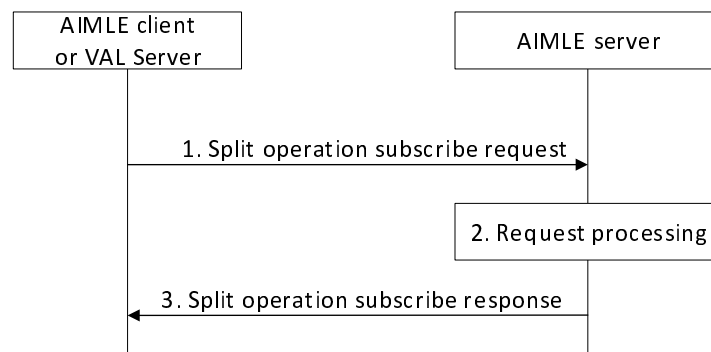 AIMLE client
or VAL Server
AIMLE server
1. Split operation subscribe request
2. Request processing
3. Split operation subscribe response